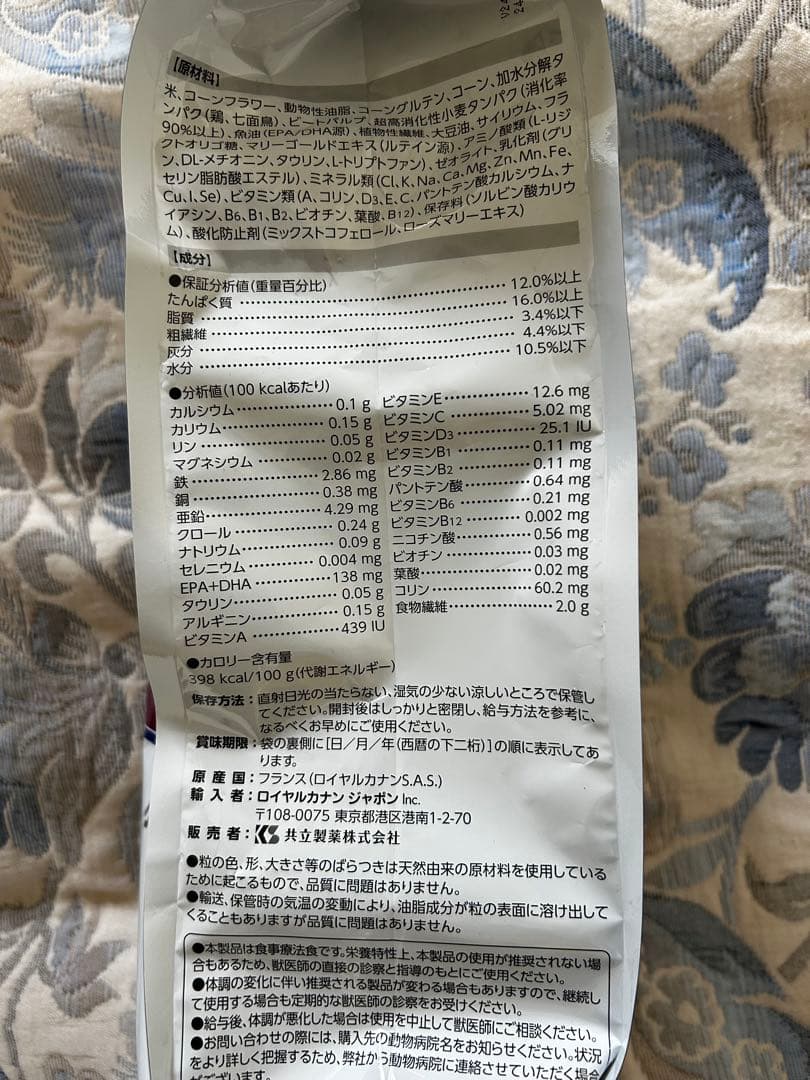 【原材料】
米、コーンフラワー、動物性油脂、コーングルテン、コーン、加水分解タ
ンパク(鶏、七面鳥)、ビートパルプ、超高消化性小麦タンパク(消化率
90%以上)、魚油(EPA/DHA源)、植物性繊維、大豆油、サイリウム、フラ
クトオリゴ糖、マリーゴールドエキス(ルテイン源)、アミノ酸類(L-リジ
ン、DL-メチオニン、タウリン、L-トリプトファン)、ゼオライト、乳化剤(グリ
セリン脂肪酸エステル)、ミネラル類(Cl、K、Na、Ca、Mg、Zn、Mn、Fe、
Cu、I、Se)、ビタミン類(A、コリン、D3、E、C、パントテン酸カルシウム、ナ
イアシン、B6、B1、B2、ビオチン、葉酸、B12)、保存料(ソルビン酸カリウ
ム)、酸化防止剤(ミックストコフェロール、ローズマリーエキス)
【成分】
●保証分析値(重量百分比)
たんぱく質 12.0%以上
脂質 16.0%以上
粗繊維 3.4%以下
灰分 4.4%以下
水分 10.5%以下
●分析値(100 kcalあたり)
カルシウム 0.1 g
カリウム 0.15 g
リン 0.05 g
マグネシウム 0.02 g
鉄 2.86 mg
銅 0.38 mg
亜鉛 4.29 mg
クロール 0.24 g
ナトリウム 0.09 g
セレニウム 0.004 mg
EPA+DHA 138 mg
タウリン 0.05 g
アルギニン 0.15 g
ビタミンA 439 IU
ビタミンE 12.6 mg
ビタミンC 5.02 mg
ビタミンD3 25.1 IU
ビタミンB1 0.11 mg
ビタミンB2 0.11 mg
パントテン酸 0.64 mg
ビタミンB6 0.21 mg
ビタミンB12 0.002 mg
ニコチン酸 0.56 mg
ビオチン 0.03 mg
葉酸 0.02 mg
コリン 60.2 mg
食物繊維 2.0 g
●カロリー含有量
398 kcal/100 g(代謝エネルギー)
保存方法:直射日光の当たらない、湿気の少ない涼しいところで保管し
てください。開封後はしっかりと密閉し、給与方法を参考に、
なるべくお早めにご使用ください。
賞味期限:袋の裏側に[日/月/年(西暦の下二桁)]の順に表示してあ
ります。
原産国:フランス(ロイヤルカナンS.A.S.)
輸入者:ロイヤルカナン ジャポン Inc.
〒108-0075 東京都港区港南1-2-70
販売者:KS 共立製薬株式会社
●粒の色、形、大きさ等のばらつきは天然由来の原材料を使用している
ために起こるもので、品質に問題はありません。
●輸送、保管時の気温の変動により、油脂成分が粒の表面に溶け出して
くることもありますが品質に問題はありません。
●本製品は食事療法食です。栄養特性上、本製品の使用が推奨されない場
合もあるため、獣医師の直接の診察と指導のもとにご使用ください。
●体調の変化に伴い推奨される製品が変わる場合もありますので、継続し
て使用する場合も定期的な獣医師の診察をお受けください。
●給与後、体調が悪化した場合は使用を中止して獣医師にご相談ください。
●お問い合わせの際には、購入先の動物病院名をお知らせください。状況
をより詳しく把握するため、弊社から動物病院に連絡させていただく場合
がございます。